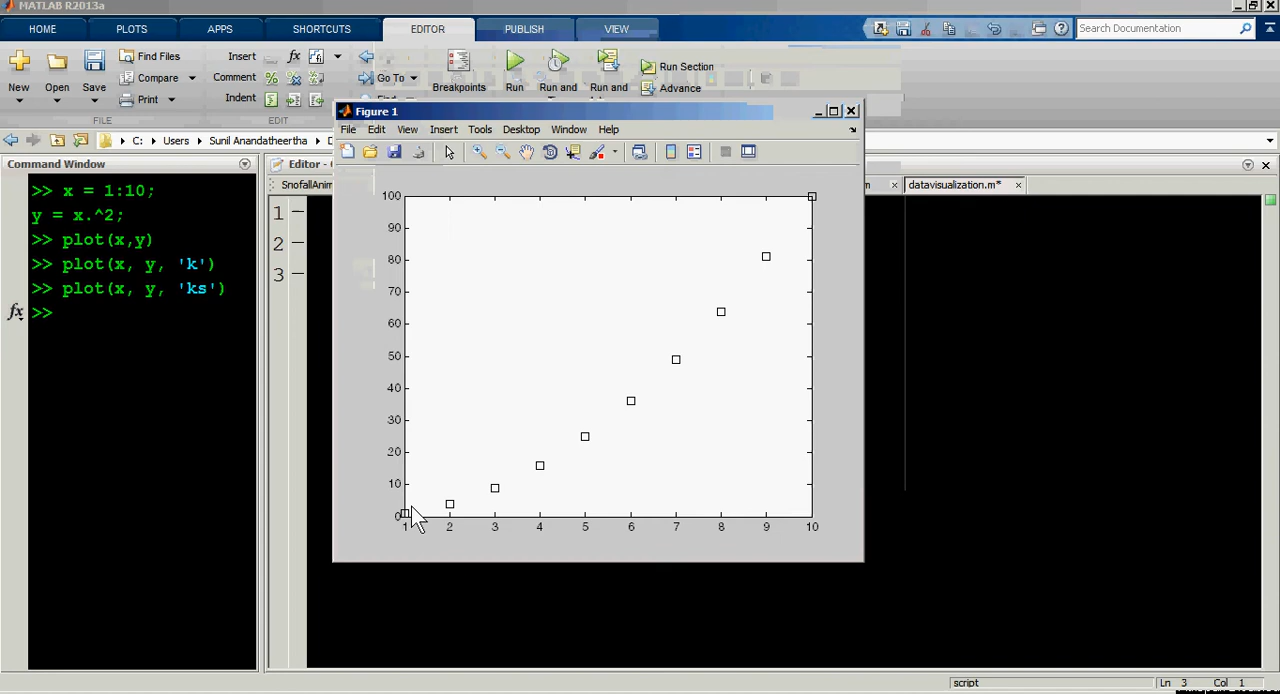 MATLAB R2013a
HOME PLOTS APPS SHORTCUTS EDITOR PUBLISH VIEW Search Documentation
New Open Save Find Files Compare Print Insert Comment Indent fx Go To Breakpoints Run Run and Run and Run Section Advance
FILE EDIT
C: Users Sunil Anandatheertha
Command Window
Editor -
SnofallAnim
datavisualization.m*
>> x = 1:10;
y = x.^2;
>> plot(x,y)
>> plot(x, y, 'k')
>> plot(x, y, 'ks')
fx >>
1
2
3
Figure 1
File Edit View Insert Tools Desktop Window Help
100
90
80
70
60
50
40
30
20
10
0
1 2 3 4 5 6 7 8 9 10
script Ln 3 Col 1